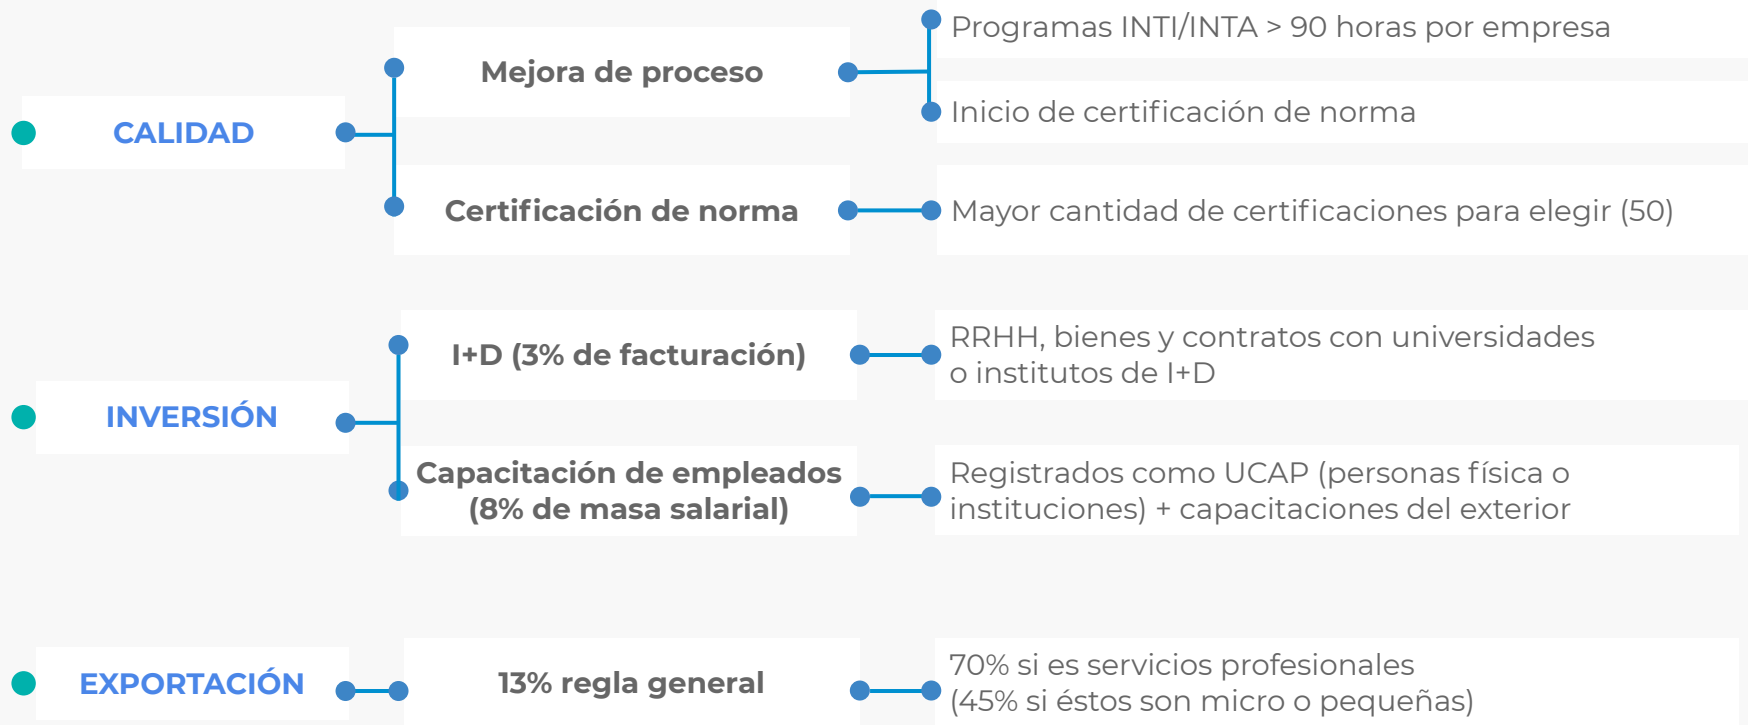 CALIDAD
Mejora de proceso
Programas INTI/INTA > 90 horas por empresa
Inicio de certificación de norma
Certificación de norma
Mayor cantidad de certificaciones para elegir (50)
INVERSIÓN
I+D (3% de facturación)
RRHH, bienes y contratos con universidades
o institutos de I+D
Capacitación de empleados
(8% de masa salarial)
Registrados como UCAP (personas física o
instituciones) + capacitaciones del exterior
EXPORTACIÓN
13% regla general
70% si es servicios profesionales
(45% si éstos son micro o pequeñas)